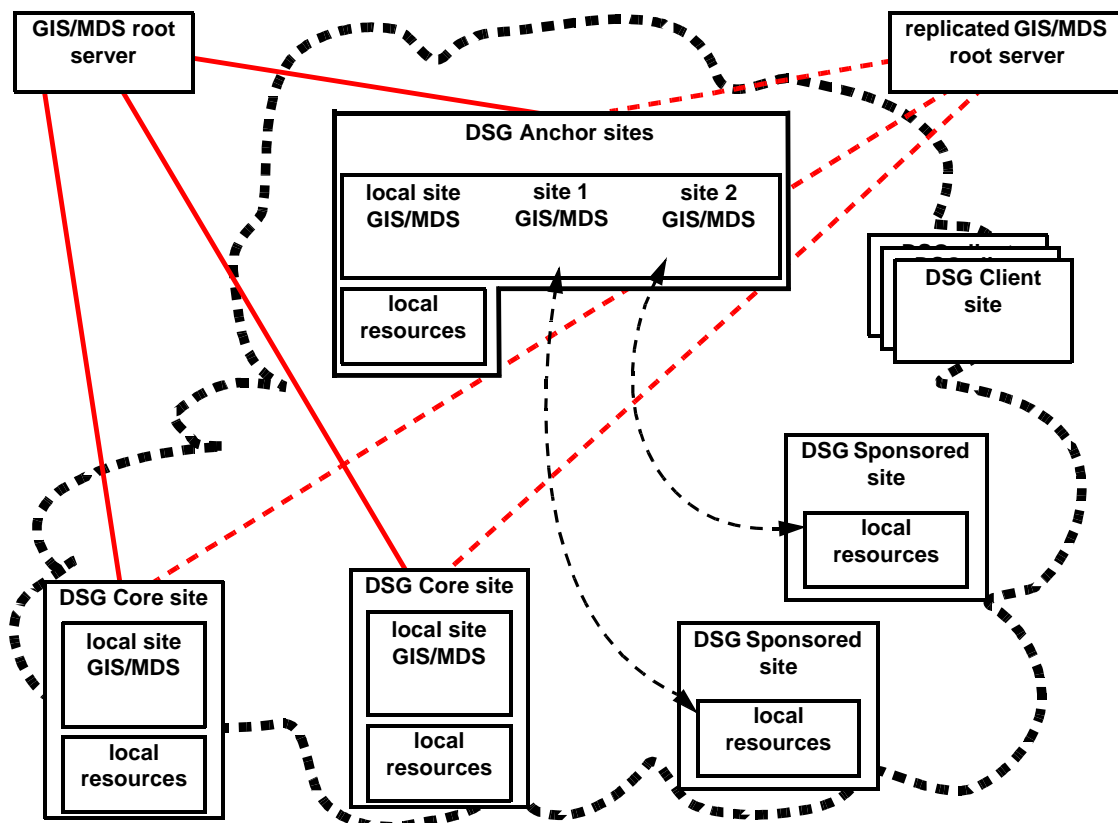 GIS/MDS root
server
replicated GIS/MDS
root server
DSG Anchor sites
local site
GIS/MDS
site 1
GIS/MDS
site 2
GIS/MDS
local
resources
DSG Client
site
DSG Sponsored
site
local
resources
DSG Core site
local site
GIS/MDS
local
resources
DSG Core site
local site
GIS/MDS
local
resources
DSG Sponsored
site
local
resources